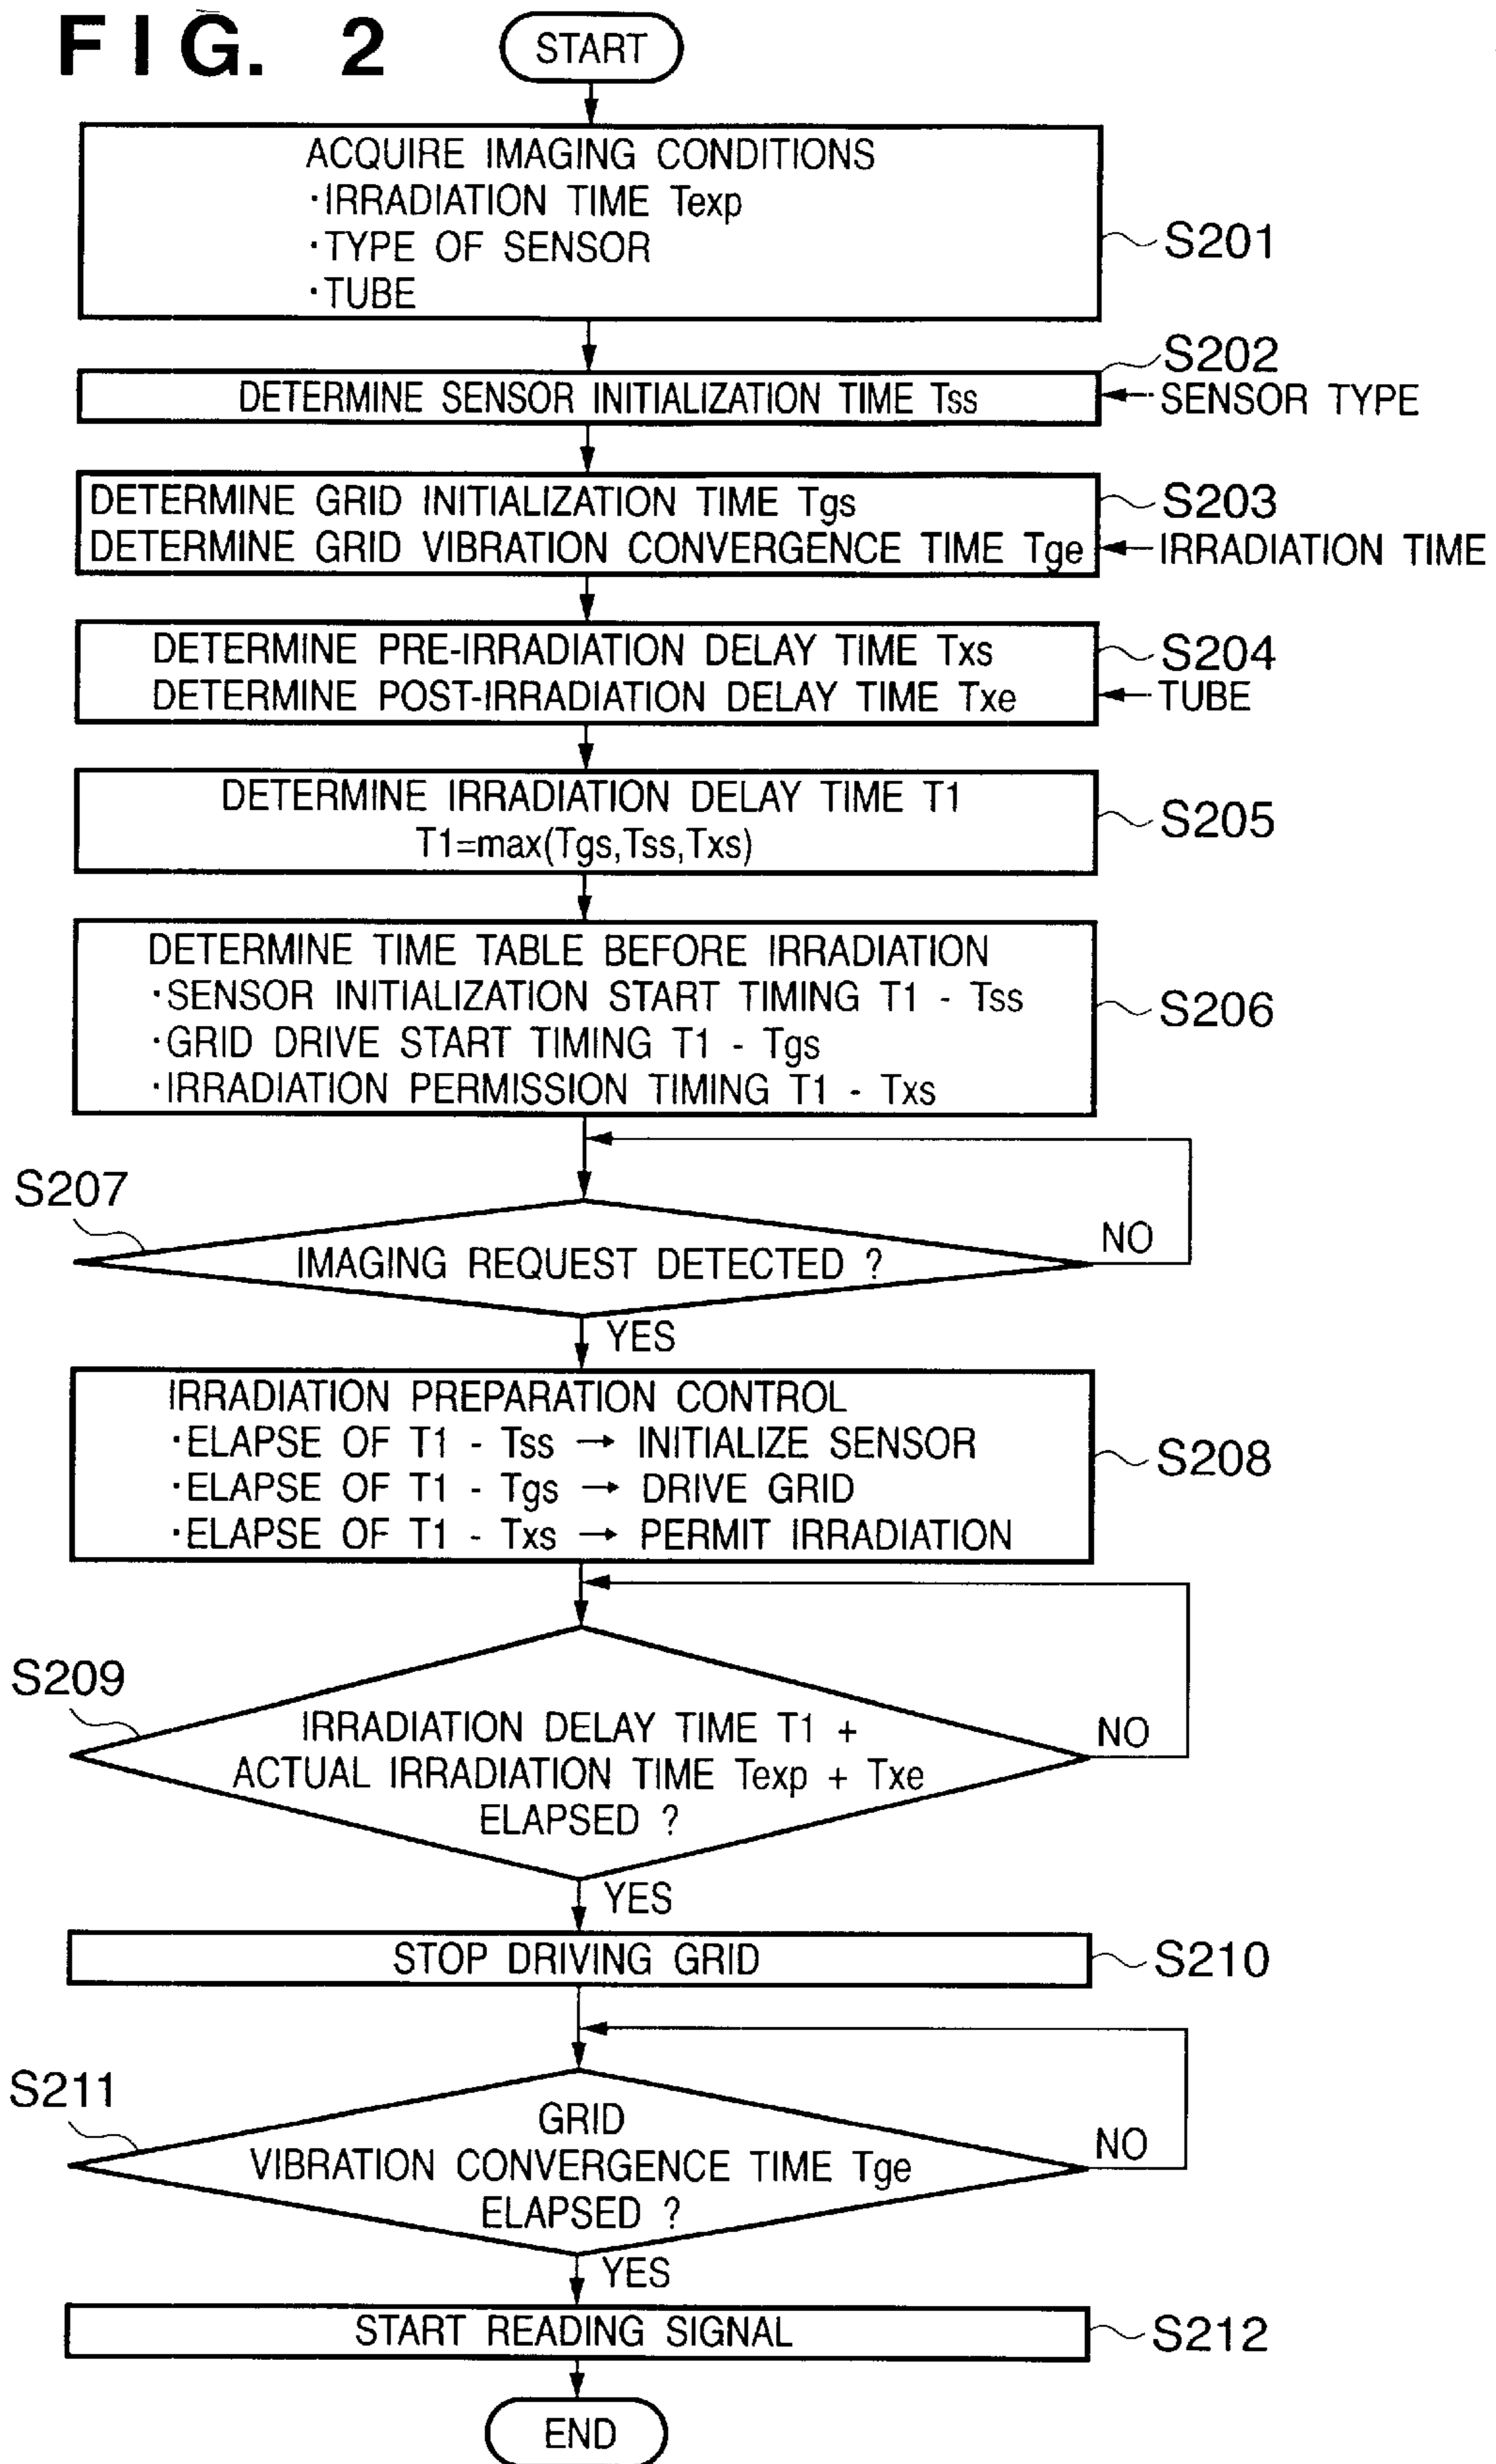 FIG. 2
START
ACQUIRE IMAGING CONDITIONS
·IRRADIATION TIME Texp
·TYPE OF SENSOR
·TUBE
S201
S202
DETERMINE SENSOR INITIALIZATION TIME Tss
SENSOR TYPE
DETERMINE GRID INITIALIZATION TIME Tgs
S203
DETERMINE GRID VIBRATION CONVERGENCE TIME Tge
IRRADIATION TIME
DETERMINE PRE-IRRADIATION DELAY TIME Txs
S204
DETERMINE POST-IRRADIATION DELAY TIME Txe
TUBE
DETERMINE IRRADIATION DELAY TIME T1
T1=max(Tgs,Tss,Txs)
S205
DETERMINE TIME TABLE BEFORE IRRADIATION
·SENSOR INITIALIZATION START TIMING T1 - Tss
·GRID DRIVE START TIMING T1 - Tgs
·IRRADIATION PERMISSION TIMING T1 - Txs
S206
S207
IMAGING REQUEST DETECTED ?
NO
YES
IRRADIATION PREPARATION CONTROL
·ELAPSE OF T1 - Tss → INITIALIZE SENSOR
·ELAPSE OF T1 - Tgs → DRIVE GRID
·ELAPSE OF T1 - Txs → PERMIT IRRADIATION
S208
S209
IRRADIATION DELAY TIME T1 +
ACTUAL IRRADIATION TIME Texp + Txe
ELAPSED ?
NO
YES
STOP DRIVING GRID
S210
S211
GRID
VIBRATION CONVERGENCE TIME Tge
ELAPSED ?
NO
YES
START READING SIGNAL
S212
END